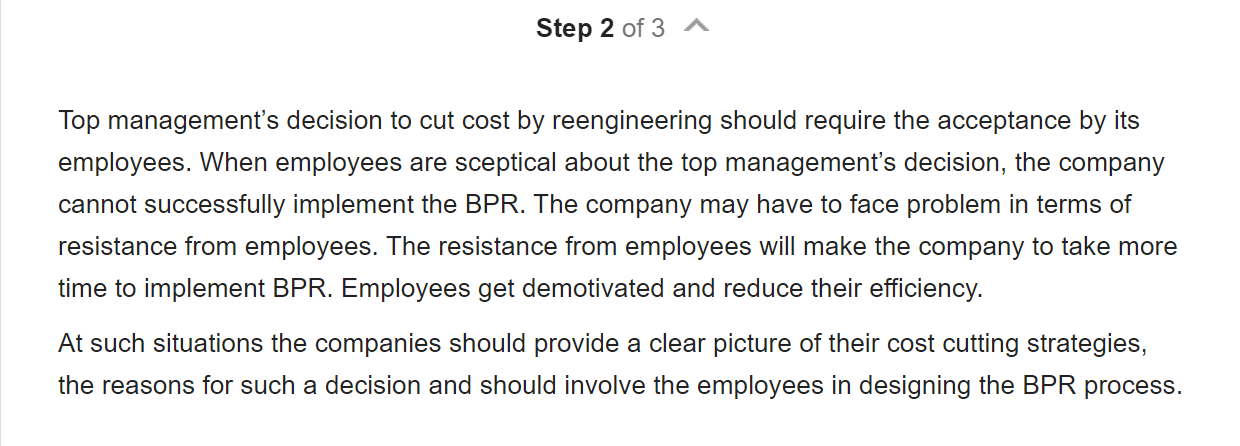 Step 2 of 3
Top management’s decision to cut cost by reengineering should require the acceptance by its
employees. When employees are sceptical about the top management’s decision, the company
cannot successfully implement the BPR. The company may have to face problem in terms of
resistance from employees. The resistance from employees will make the company to take more
time to implement BPR. Employees get demotivated and reduce their efficiency.
At such situations the companies should provide a clear picture of their cost cutting strategies,
the reasons for such a decision and should involve the employees in designing the BPR process.